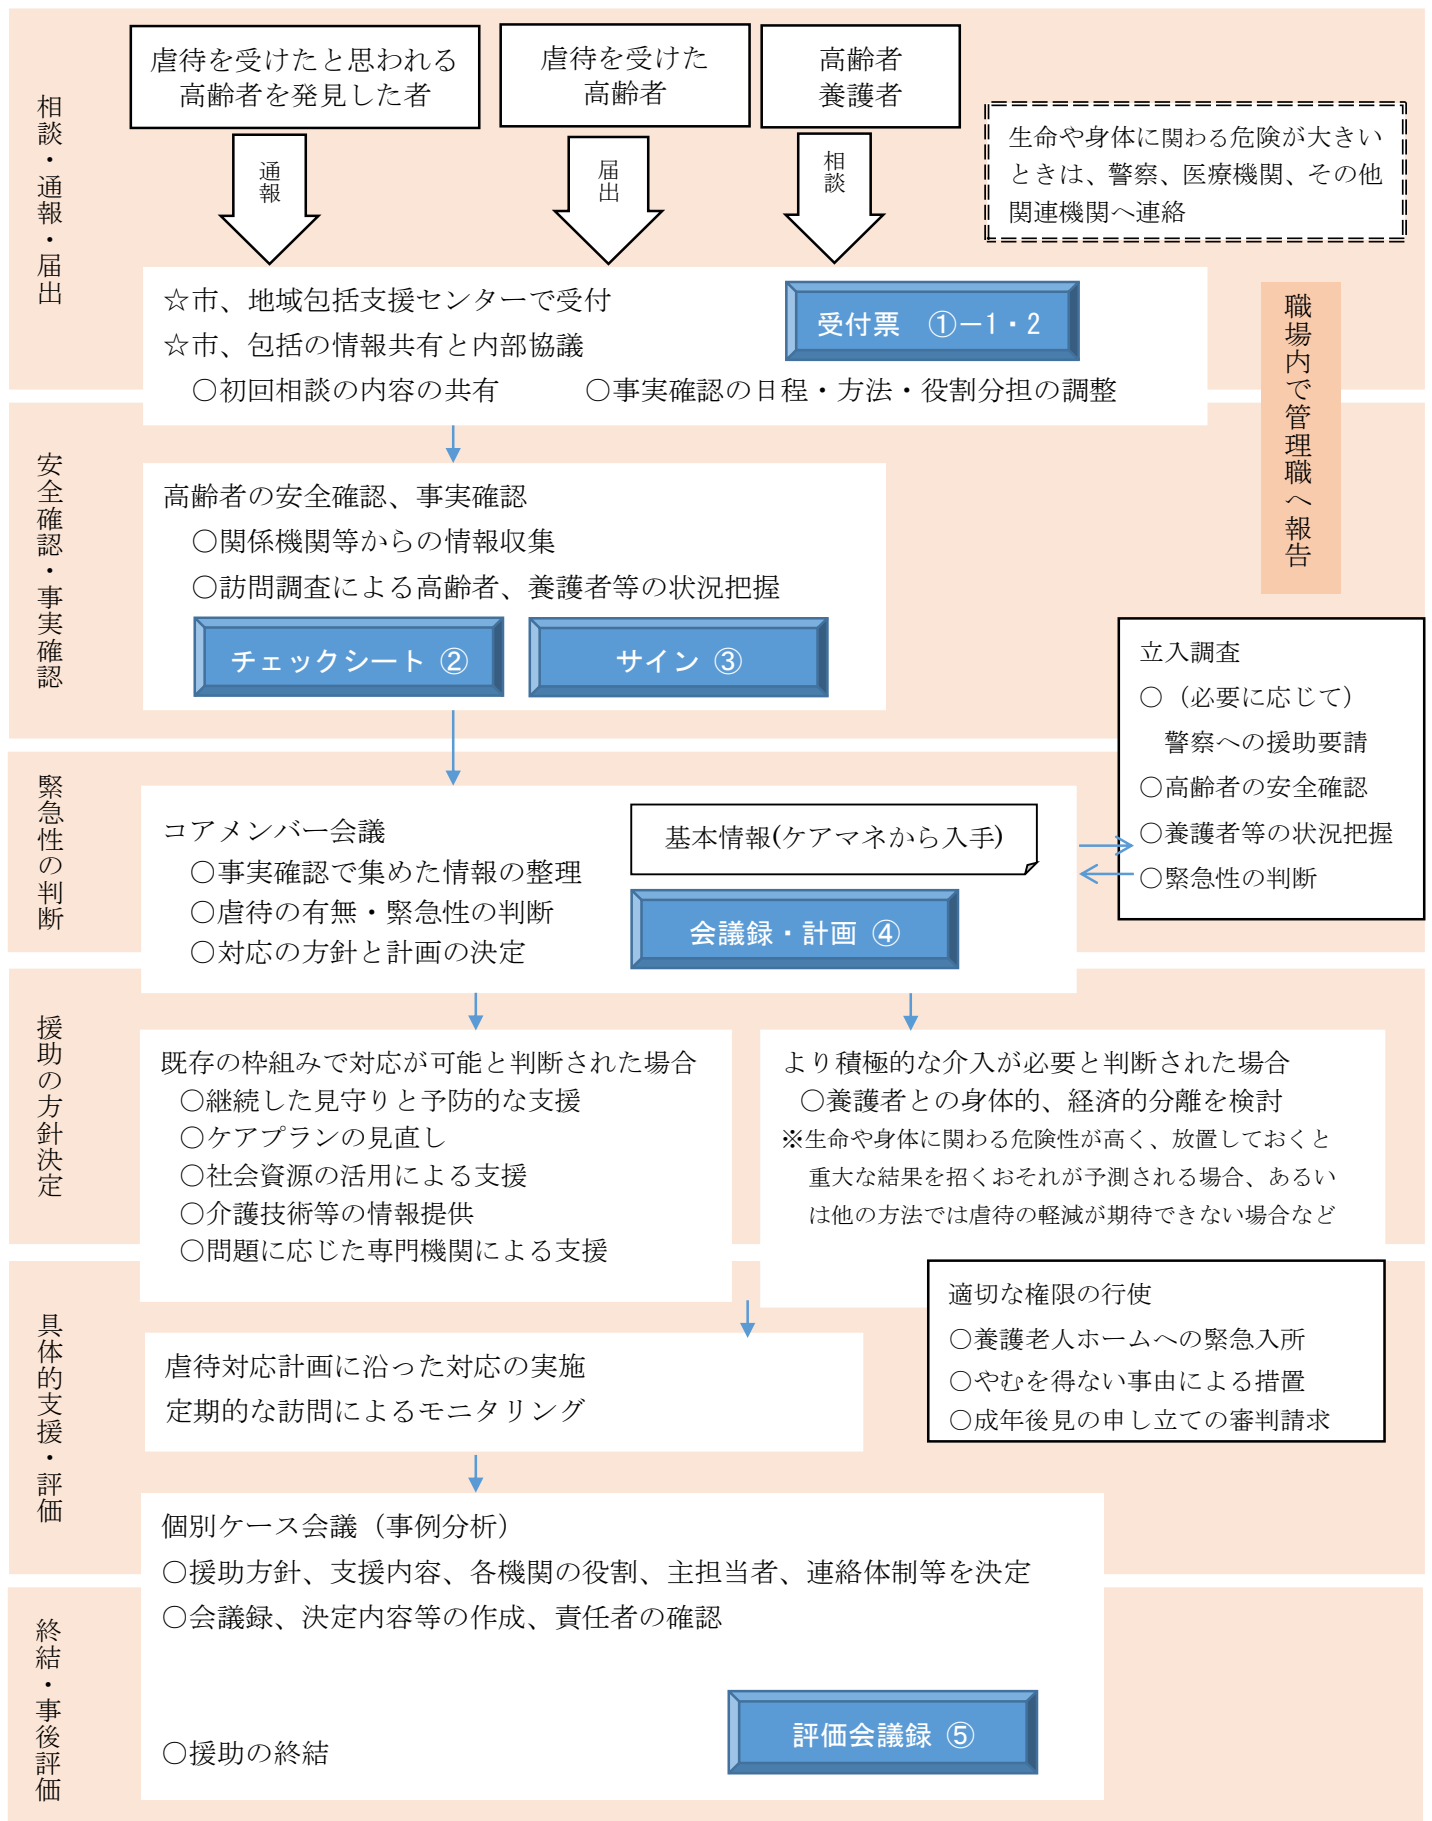 相談・通報・届出
虐待を受けたと思われる
高齢者を発見した者
虐待を受けた
高齢者
高齢者
養護者
通報
届出
相談
生命や身体に関わる危険が大きい
ときは、警察、医療機関、その他
関連機関へ連絡
☆市、地域包括支援センターで受付
☆市、包括の情報共有と内部協議
○初回相談の内容の共有　　　○事実確認の日程・方法・役割分担の調整
受付票　①－1・2
職場内で管理職へ報告
安全確認・事実確認
高齢者の安全確認、事実確認
○関係機関等からの情報収集
○訪問調査による高齢者、養護者等の状況把握
チェックシート ②
サイン ③
立入調査
○（必要に応じて）
警察への援助要請
○高齢者の安全確認
○養護者等の状況把握
○緊急性の判断
緊急性の判断
コアメンバー会議
○事実確認で集めた情報の整理
○虐待の有無・緊急性の判断
○対応の方針と計画の決定
基本情報(ケアマネから入手)
会議録・計画 ④
援助の方針決定
既存の枠組みで対応が可能と判断された場合
○継続した見守りと予防的な支援
○ケアプランの見直し
○社会資源の活用による支援
○介護技術等の情報提供
○問題に応じた専門機関による支援
より積極的な介入が必要と判断された場合
○養護者との身体的、経済的分離を検討
※生命や身体に関わる危険性が高く、放置しておくと
重大な結果を招くおそれが予測される場合、あるい
は他の方法では虐待の軽減が期待できない場合など
具体的支援・評価
適切な権限の行使
○養護老人ホームへの緊急入所
○やむを得ない事由による措置
○成年後見の申し立ての審判請求
虐待対応計画に沿った対応の実施
定期的な訪問によるモニタリング
個別ケース会議（事例分析）
○援助方針、支援内容、各機関の役割、主担当者、連絡体制等を決定
○会議録、決定内容等の作成、責任者の確認
終結・事後評価
評価会議録 ⑤
○援助の終結